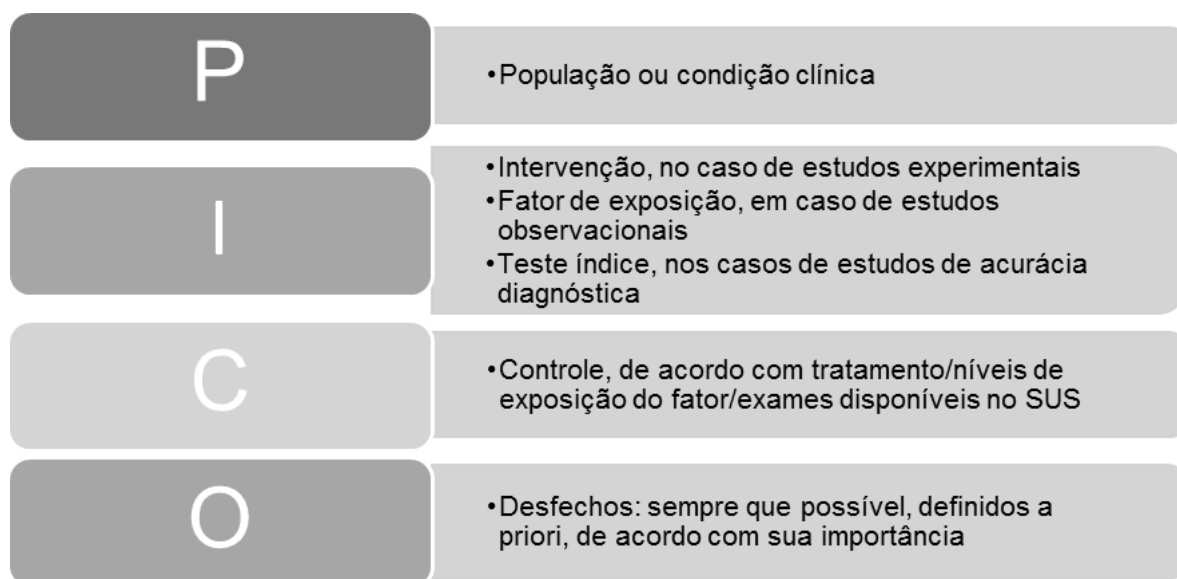 P
•População ou condição clínica
I
•Intervenção, no caso de estudos experimentais
•Fator de exposição, em caso de estudos
observacionais
•Teste índice, nos casos de estudos de acurácia
diagnóstica
C
•Controle, de acordo com tratamento/níveis de
exposição do fator/exames disponíveis no SUS
O
•Desfechos: sempre que possível, definidos a
priori, de acordo com sua importância